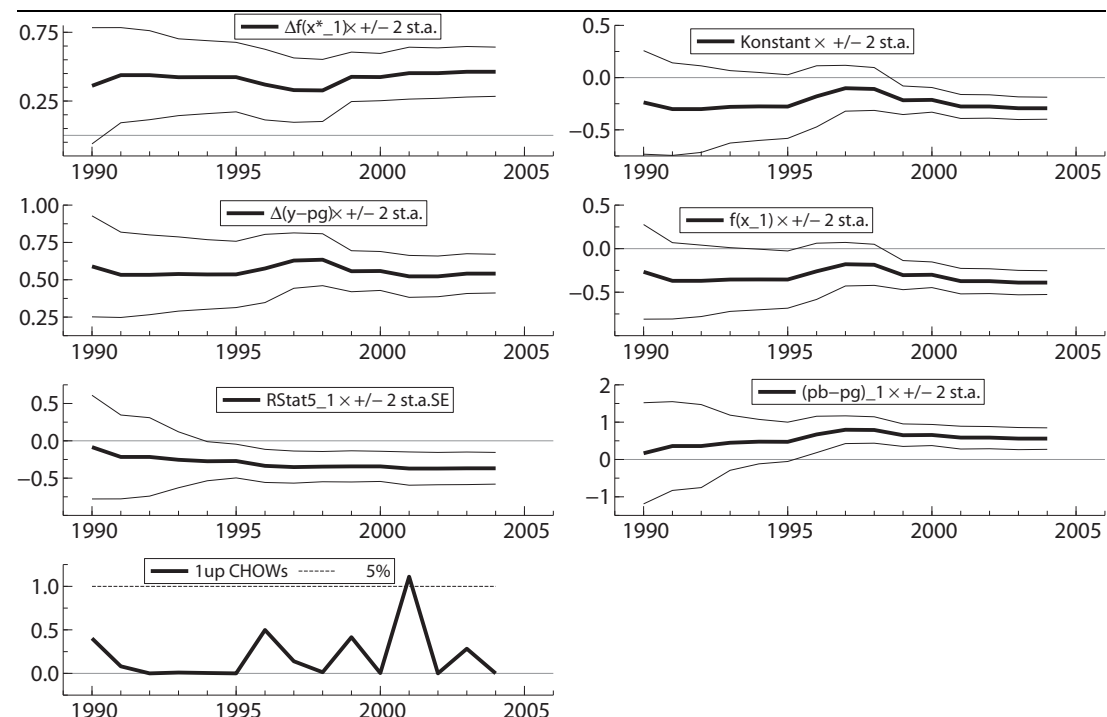 Δf(x*_1)× +/− 2 st.a.
0.75
0.25
1990 1995 2000 2005
Konstant × +/− 2 st.a.
0.5
0.0
−0.5
1990 1995 2000 2005
Δ(y−pg)× +/− 2 st.a.
1.00
0.75
0.50
0.25
1990 1995 2000 2005
f(x_1) × +/− 2 st.a.
0.5
0.0
−0.5
1990 1995 2000 2005
RStat5_1 × +/− 2 st.a.SE
0.5
0.0
−0.5
1990 1995 2000 2005
(pb−pg)_1 × +/− 2 st.a.
2
1
0
−1
1990 1995 2000 2005
1up CHOWs 5%
1.0
0.5
0.0
1990 1995 2000 2005